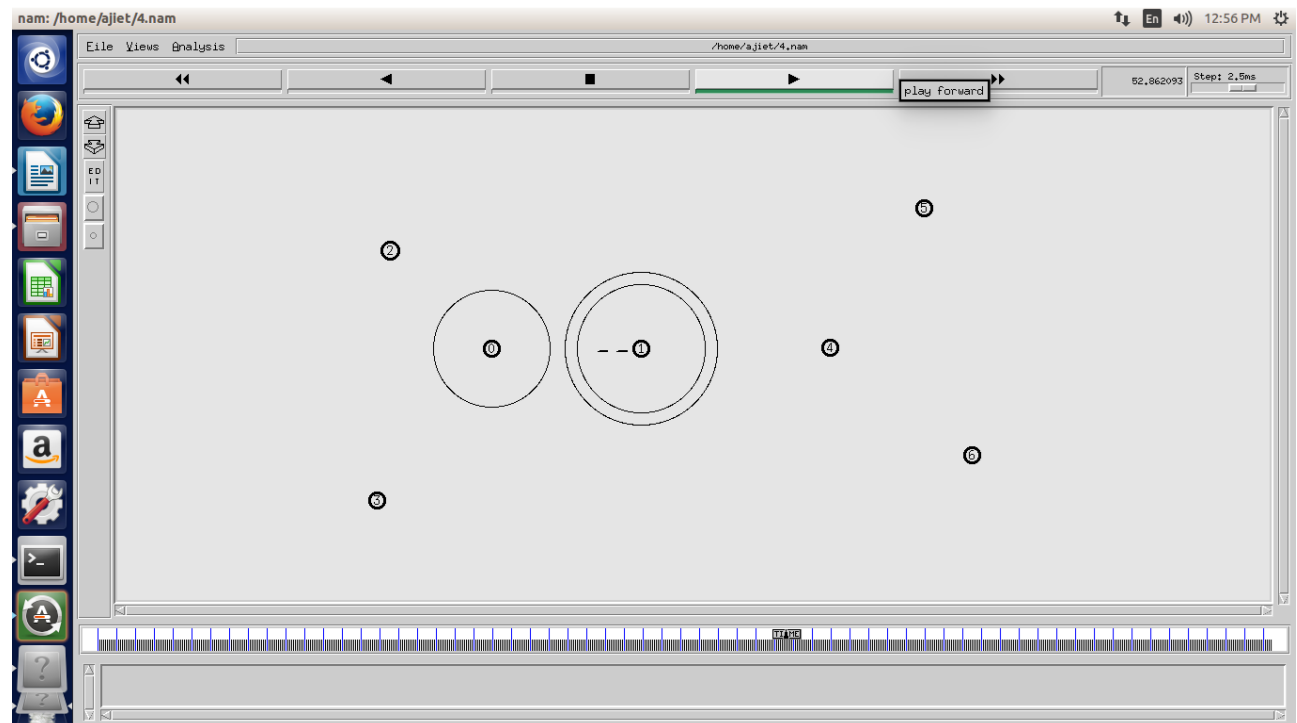 nam: /home/ajiet/4.nam
En 12:56 PM
Eile Views Analysis /home/ajiet/4.nam
52.862093 Step: 2.5ms
play forward
ED
IT
5
2
0 1 4
6
3
TIME